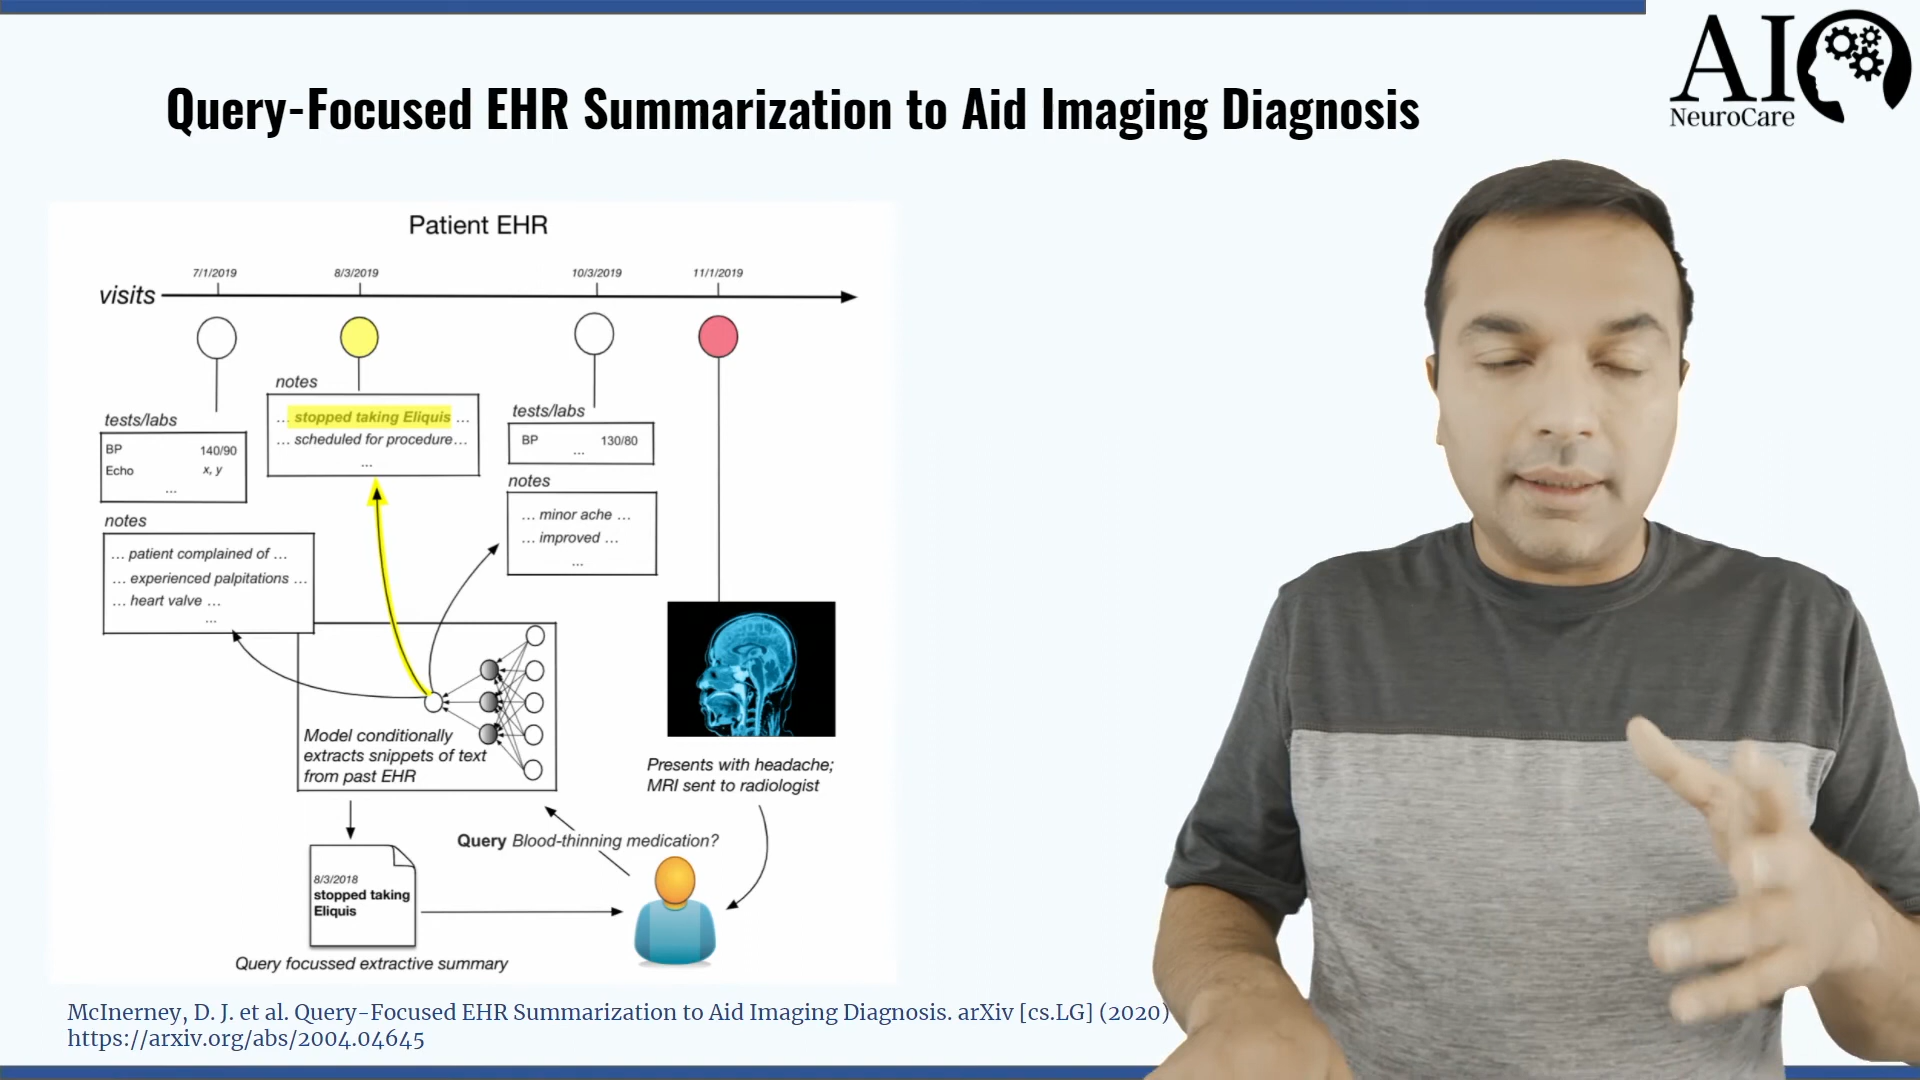 AI
NeuroCare
Query-Focused EHR Summarization to Aid Imaging Diagnosis
Patient EHR
7/1/2019
8/3/2019
10/3/2019
11/1/2019
visits
notes
... stopped taking Eliquis ...
... scheduled for procedure...
...
tests/labs
BP 140/90
Echo x, y
...
tests/labs
BP 130/80
...
notes
... minor ache ...
... improved ...
...
notes
... patient complained of ...
... experienced palpitations ...
... heart valve ...
...
Model conditionally
extracts snippets of text
from past EHR
Presents with headache;
MRI sent to radiologist
Query Blood-thinning medication?
8/3/2018
stopped taking
Eliquis
Query focussed extractive summary
McInerney, D. J. et al. Query-Focused EHR Summarization to Aid Imaging Diagnosis. arXiv [cs.LG] (2020)
https://arxiv.org/abs/2004.04645